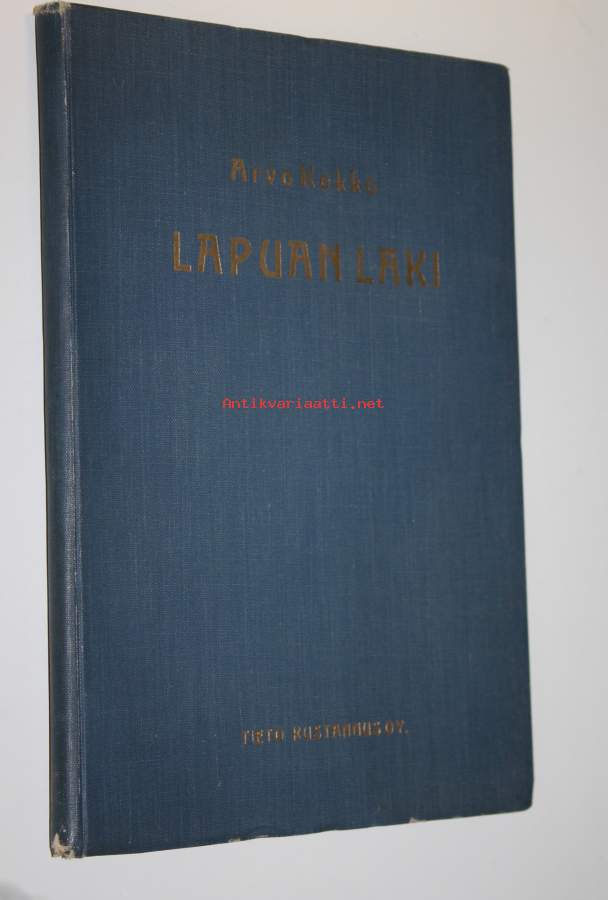 Arvo Kokko
LAPUAN LAKI
Antikvariaatti.net
TIETO KUSTANNUS OY.